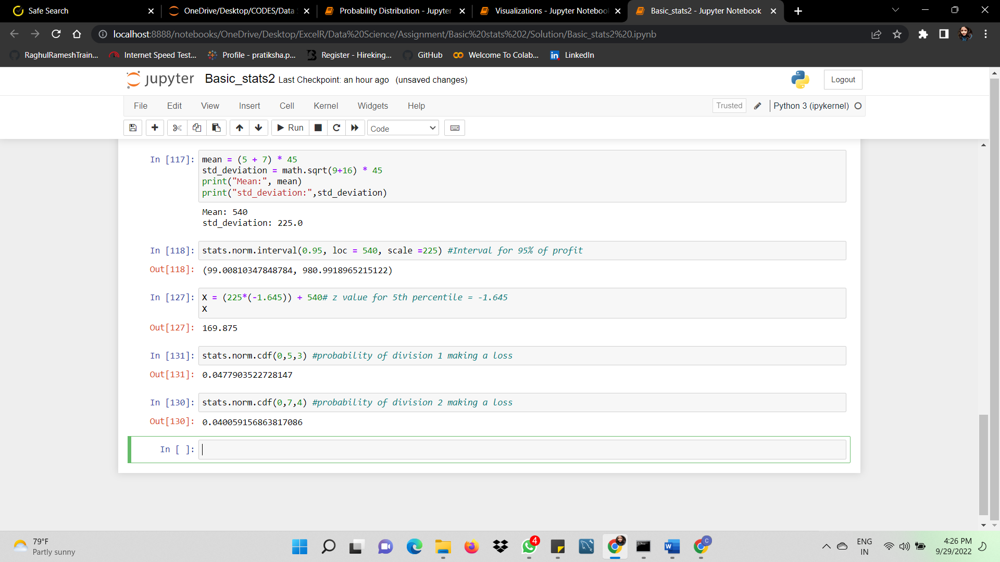 Safe Search
OneDrive/Desktop/CODES/Data
Probability Distribution - Jupyter
Visualizations - Jupyter Notebook
Basic_stats2 - Jupyter Notebook
localhost:8888/notebooks/OneDrive/Desktop/ExcelR/Data%20Science/Assignment/Basic%20stats%202/Solution/Basic_stats2%20.ipynb
RaghulRameshTrain...
Internet Speed Test...
Profile - pratiksha.p...
Register - Hireking...
GitHub
Welcome To Colab...
LinkedIn
jupyter Basic_stats2 Last Checkpoint: an hour ago (unsaved changes)
Logout
File Edit View Insert Cell Kernel Widgets Help
Trusted
Python 3 (ipykernel)
Run
Code
In [117]: mean = (5 + 7) * 45
std_deviation = math.sqrt(9+16) * 45
print("Mean:", mean)
print("std_deviation:",std_deviation)
Mean: 540
std_deviation: 225.0
In [118]: stats.norm.interval(0.95, loc = 540, scale =225) #Interval for 95% of profit
Out[118]: (99.00810347848784, 980.9918965215122)
In [127]: X = (225*(-1.645)) + 540# z value for 5th percentile = -1.645
X
Out[127]: 169.875
In [131]: stats.norm.cdf(0,5,3) #probability of division 1 making a loss
Out[131]: 0.0477903522728147
In [130]: stats.norm.cdf(0,7,4) #probability of division 2 making a loss
Out[130]: 0.040059156863817086
In [ ]:
79°F
Partly sunny
4
C
ENG
IN
4:26 PM
9/29/2022